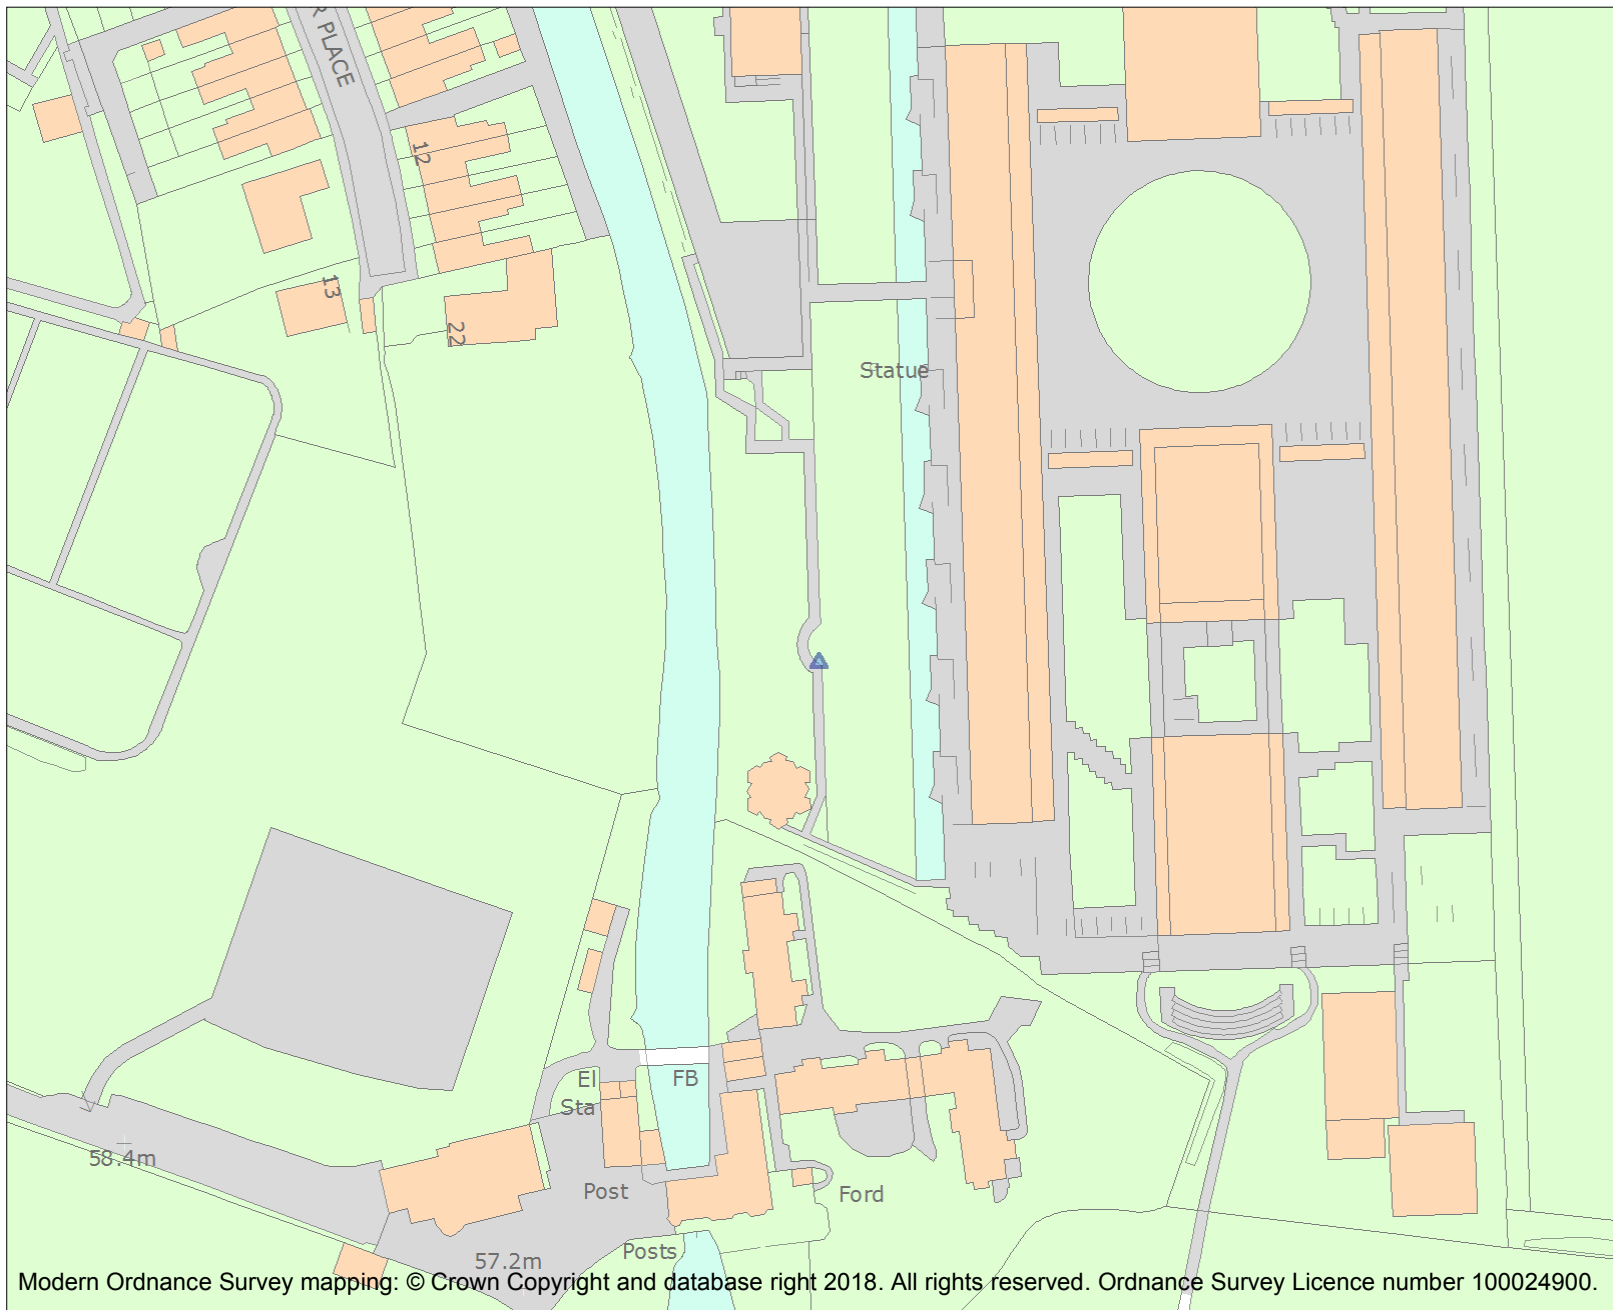 R PLACE
12
13
22
Statue
El
Sta
FB
58.4m
Post
Ford
Posts
57.2m
Modern Ordnance Survey mapping: © Crown Copyright and database right 2018. All rights reserved. Ordnance Survey Licence number 100024900.